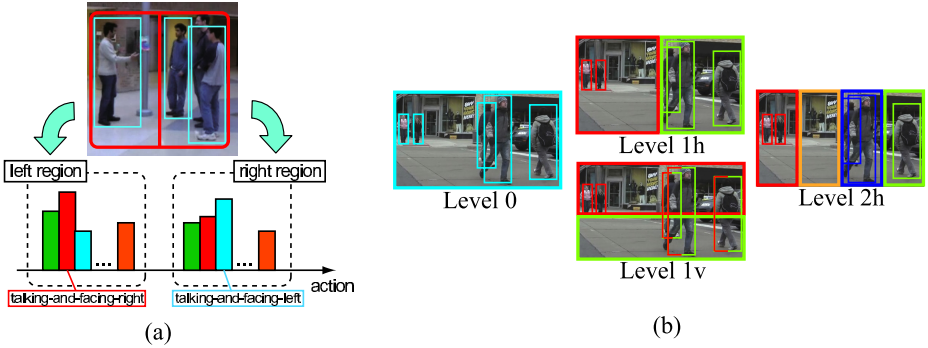 left region
right region
...
...
action
talking-and-facing-right
talking-and-facing-left
(a)
Level 0
Level 1h
Level 1v
Level 2h
(b)